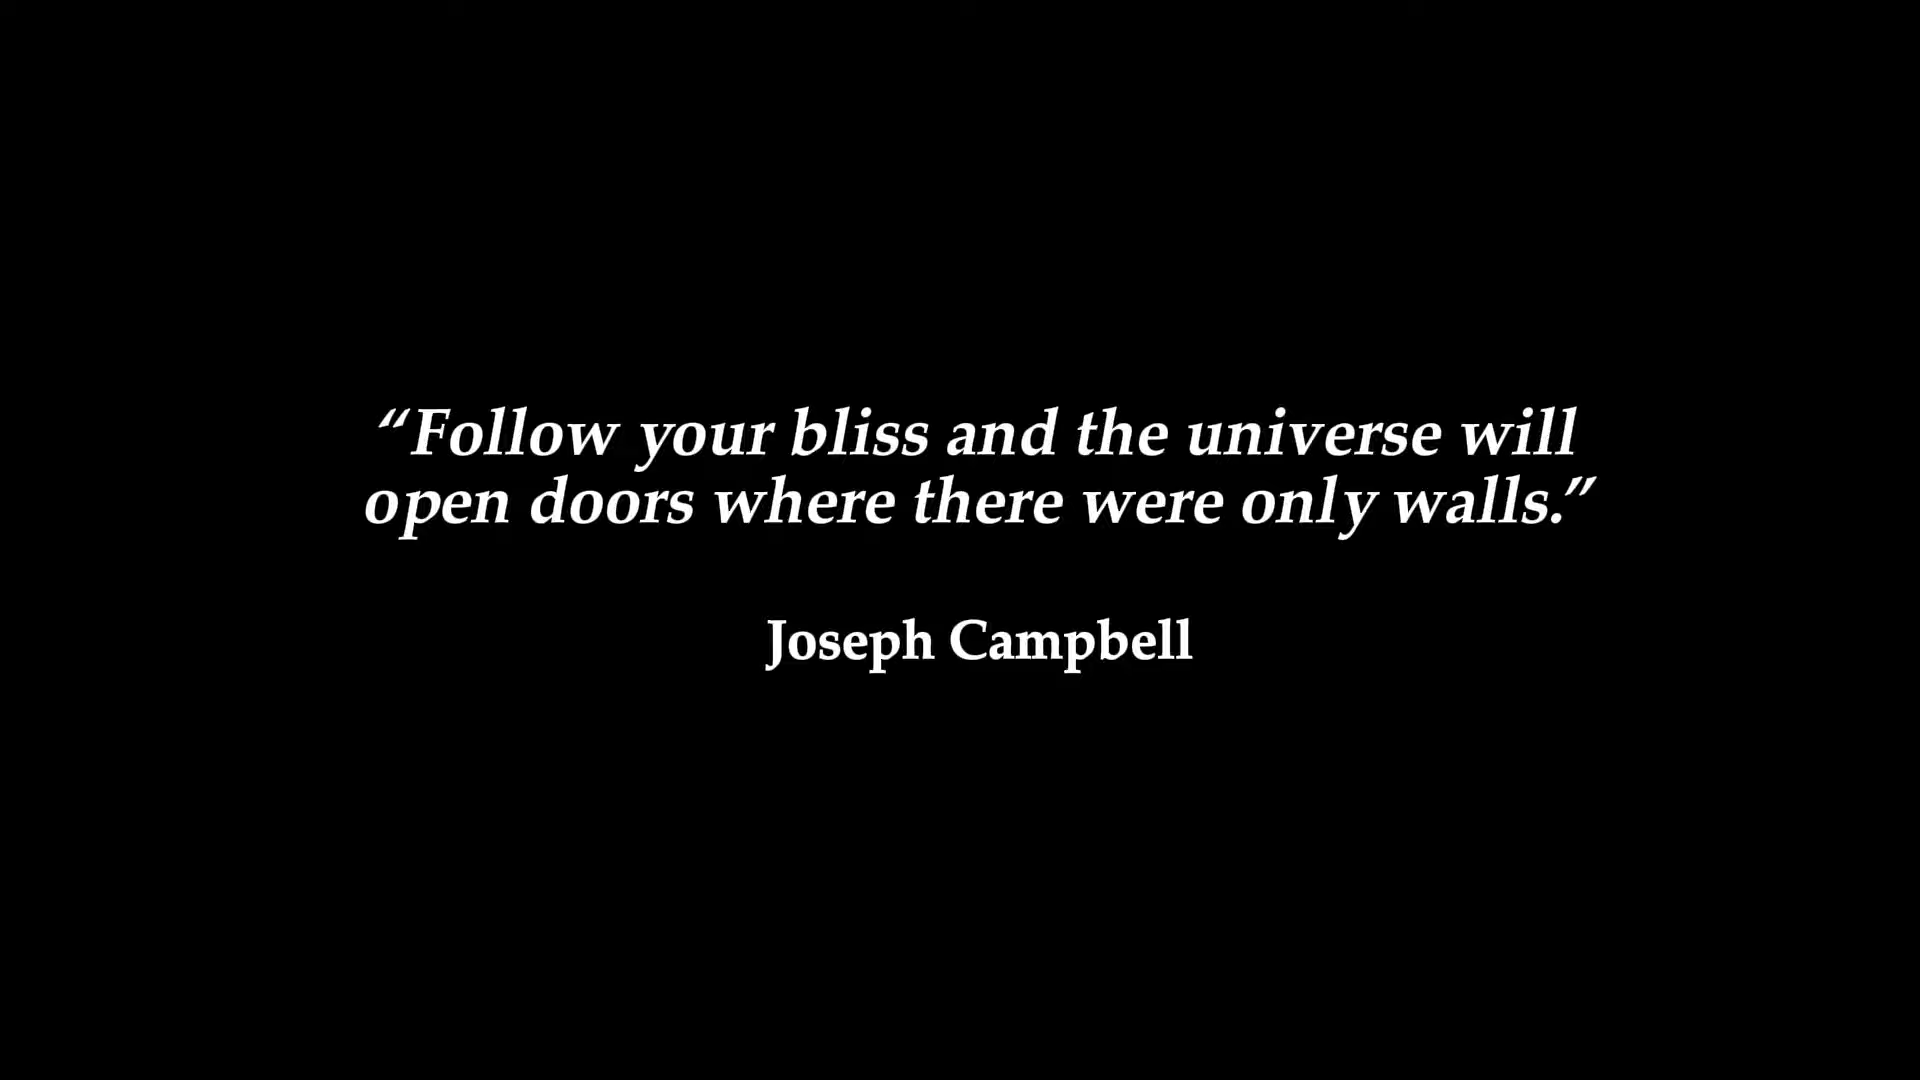 “Follow your bliss and the universe will
open doors where there were only walls.”
Joseph Campbell